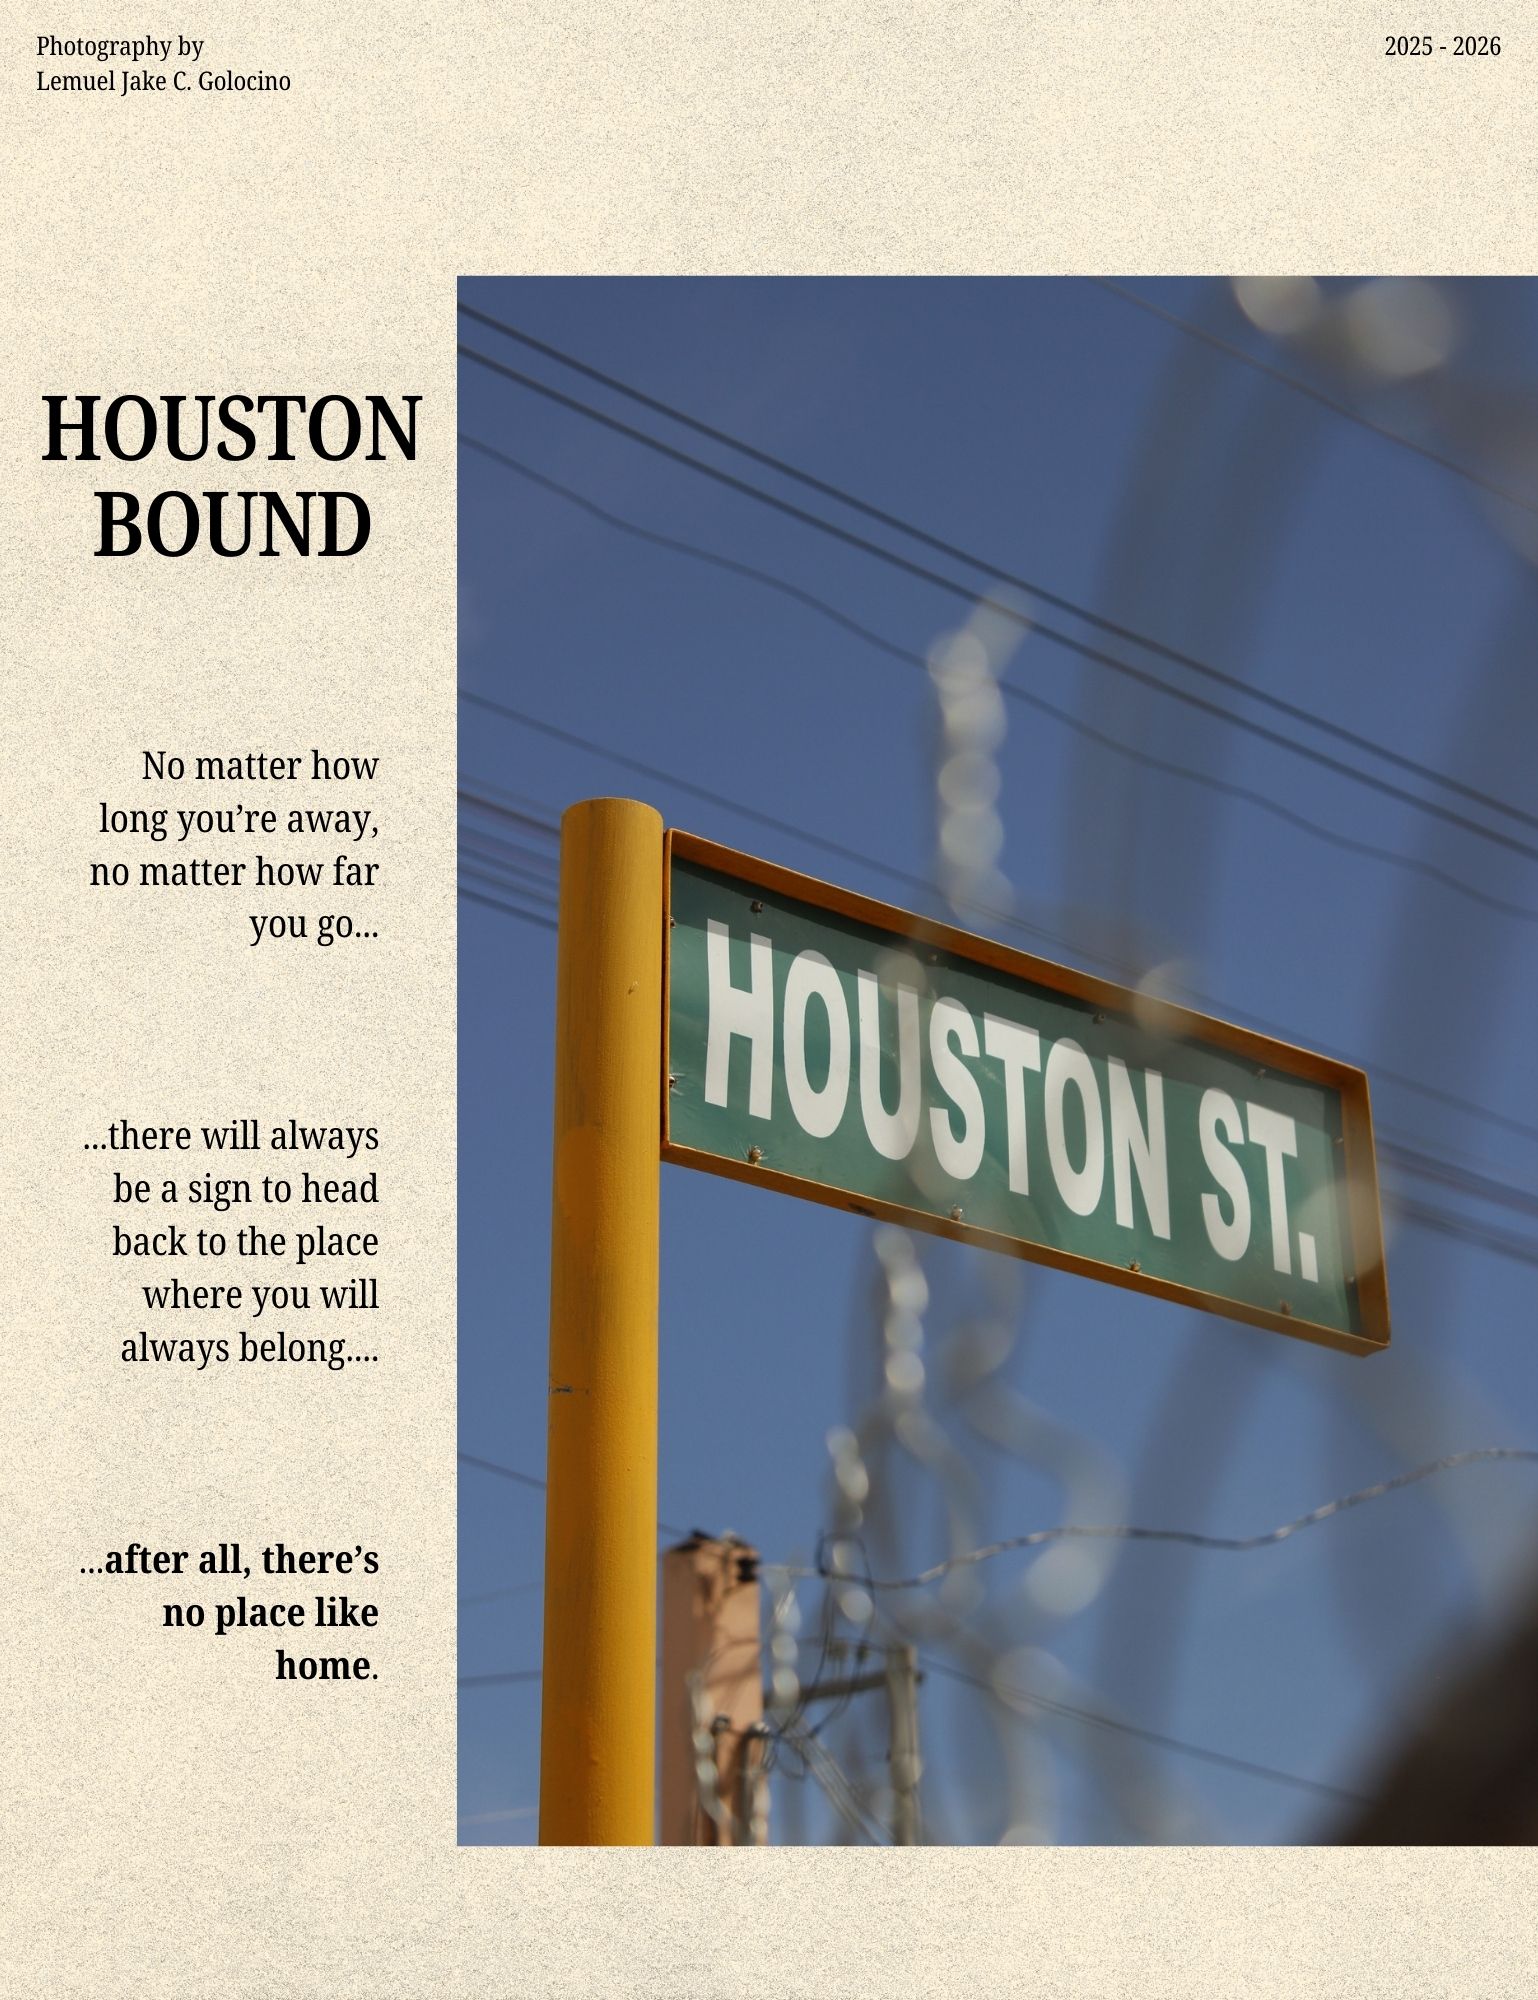 Photography by
Lemuel Jake C. Golocino
2025 - 2026
HOUSTON
BOUND
No matter how
long you’re away,
no matter how far
you go...
...there will always
be a sign to head
back to the place
where you will
always belong....
...after all, there’s
no place like
home.
HOUSTON ST.